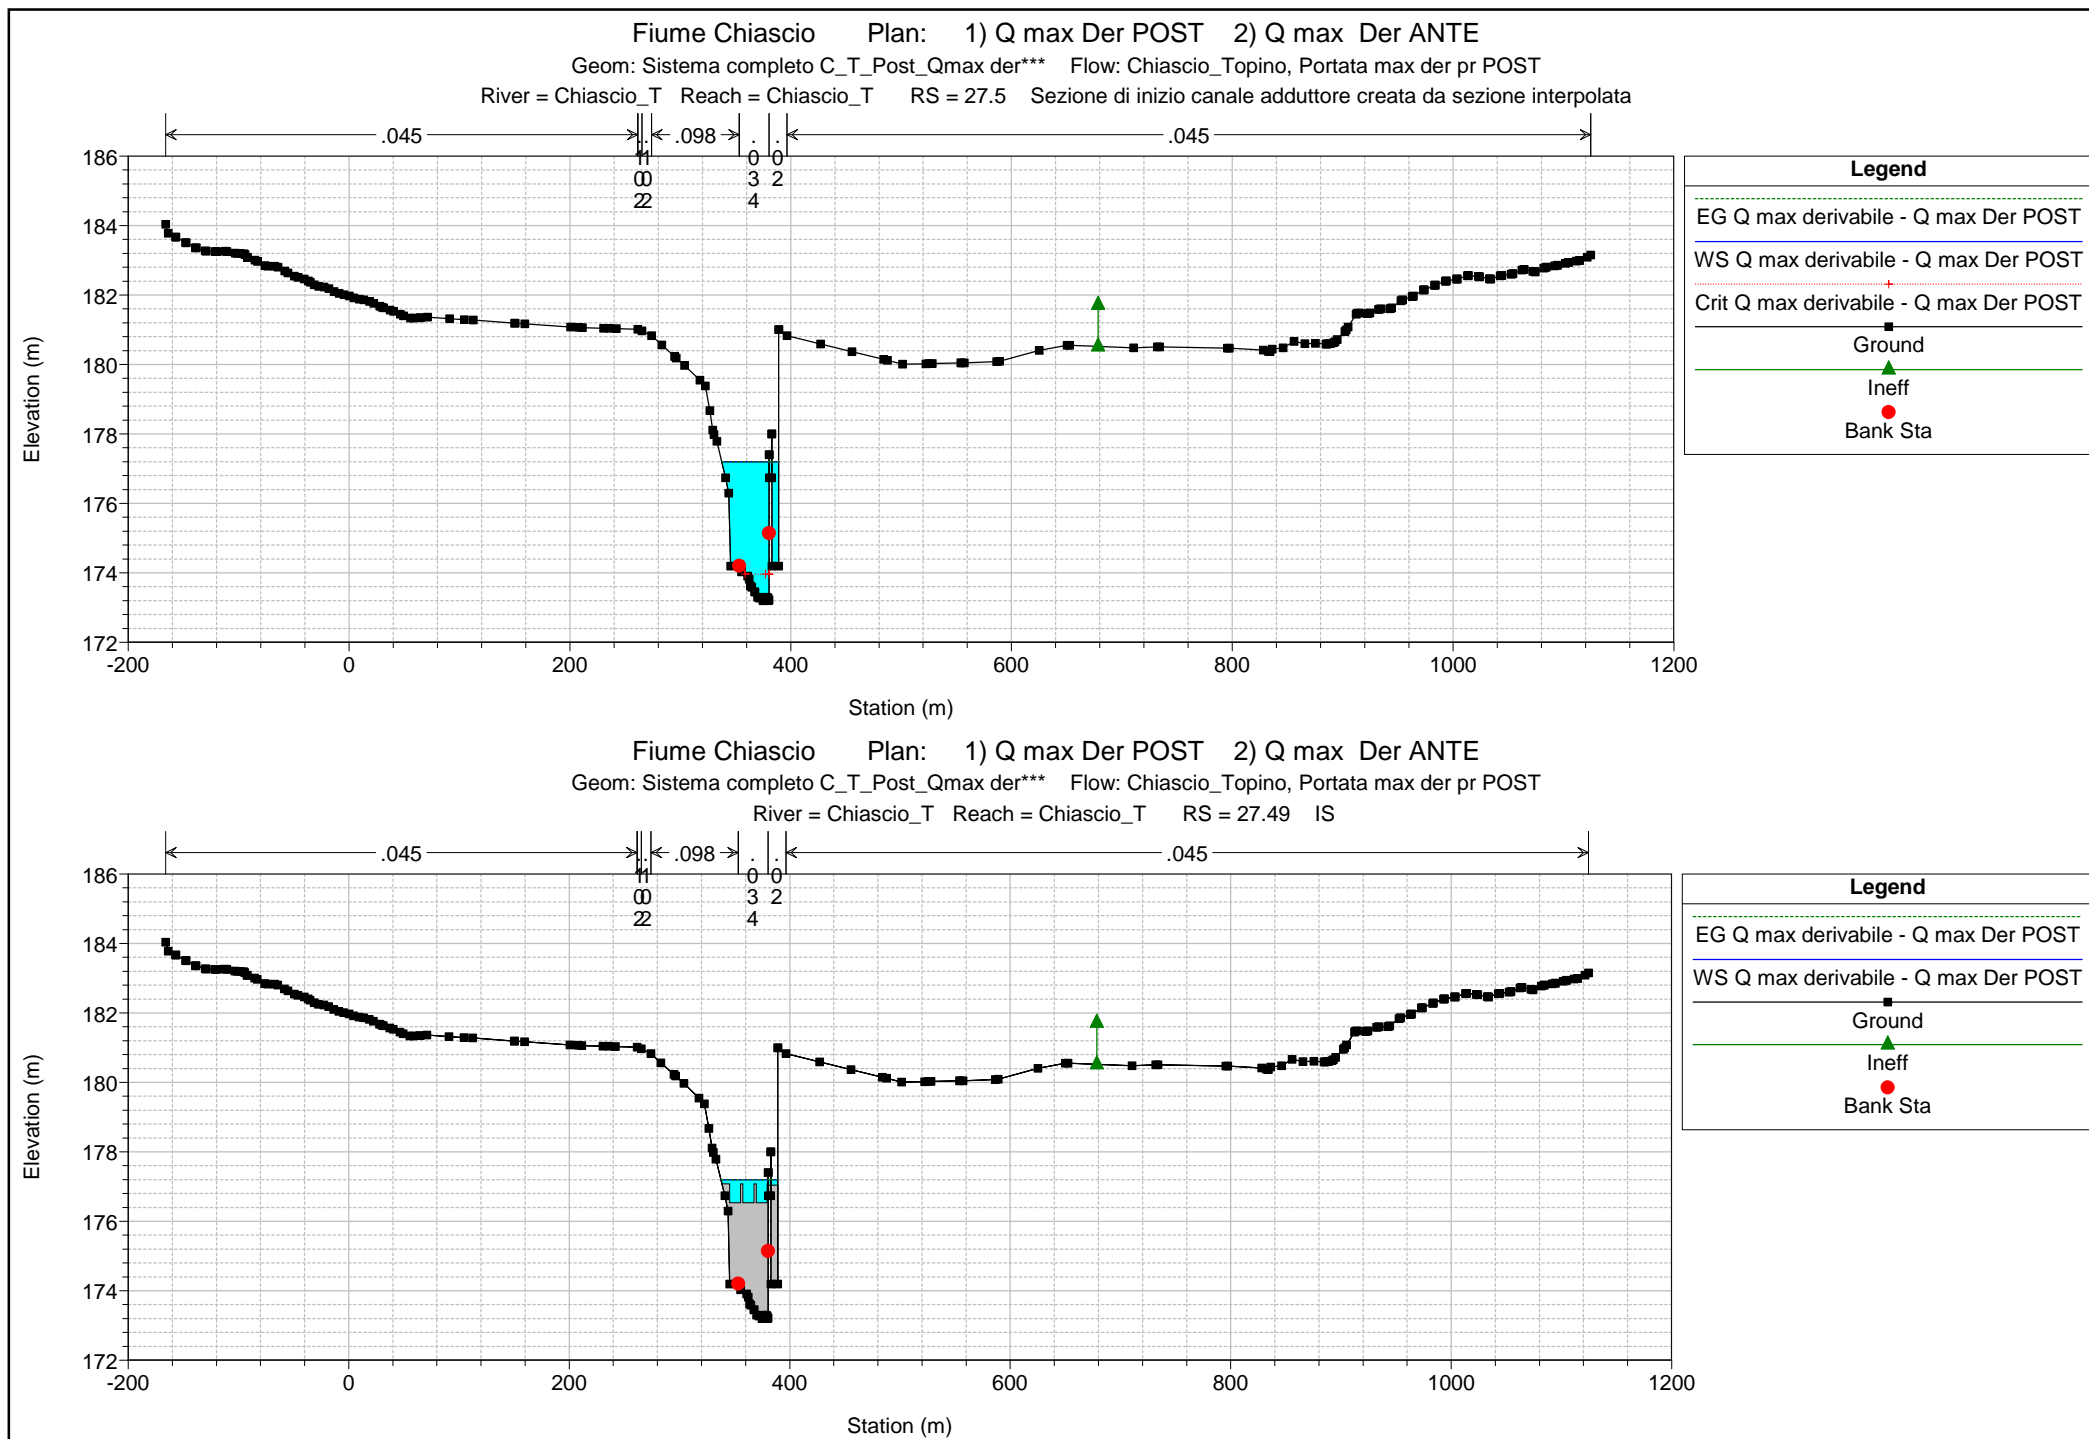 Fiume Chiascio Plan: 1) Q max Der POST 2) Q max Der ANTE
Geom: Sistema completo C_T_Post_Qmax der*** Flow: Chiascio_Topino, Portata max der pr POST
River = Chiascio_T Reach = Chiascio_T RS = 27.5 Sezione di inizio canale adduttore creata da sezione interpolata
.045
.098
.034
.02
.045
186
184
182
180
178
176
174
172
Elevation (m)
-200 0 200 400 600 800 1000 1200
Station (m)
Legend
EG Q max derivabile - Q max Der POST
WS Q max derivabile - Q max Der POST
Crit Q max derivabile - Q max Der POST
Ground
Ineff
Bank Sta
Fiume Chiascio Plan: 1) Q max Der POST 2) Q max Der ANTE
Geom: Sistema completo C_T_Post_Qmax der*** Flow: Chiascio_Topino, Portata max der pr POST
River = Chiascio_T Reach = Chiascio_T RS = 27.49 IS
.045
.098
.034
.02
.045
186
184
182
180
178
176
174
172
Elevation (m)
-200 0 200 400 600 800 1000 1200
Station (m)
Legend
EG Q max derivabile - Q max Der POST
WS Q max derivabile - Q max Der POST
Ground
Ineff
Bank Sta